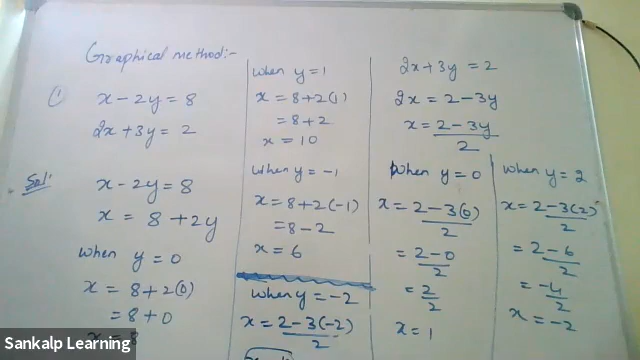 Graphical method:-
(1
x - 2y = 8
2x + 3y = 2
Sol:
x - 2y = 8
x = 8 + 2y
when y = 0
x = 8 + 2(0)
= 8 + 0
x = 8
when y = 1
x = 8 + 2(1)
= 8 + 2
x = 10
when y = -1
x = 8 + 2(-1)
= 8 - 2
x = 6
when y = -2
x = 2 - 3(-2)
2
2x + 3y = 2
2x = 2 - 3y
x = 2 - 3y
2
When y = 0
x = 2 - 3(0)
2
= 2 - 0
2
= 2
2
x = 1
when y = 2
x = 2 - 3(2)
2
= 2 - 6
2
= -4
2
x = -2
Sankalp Learning